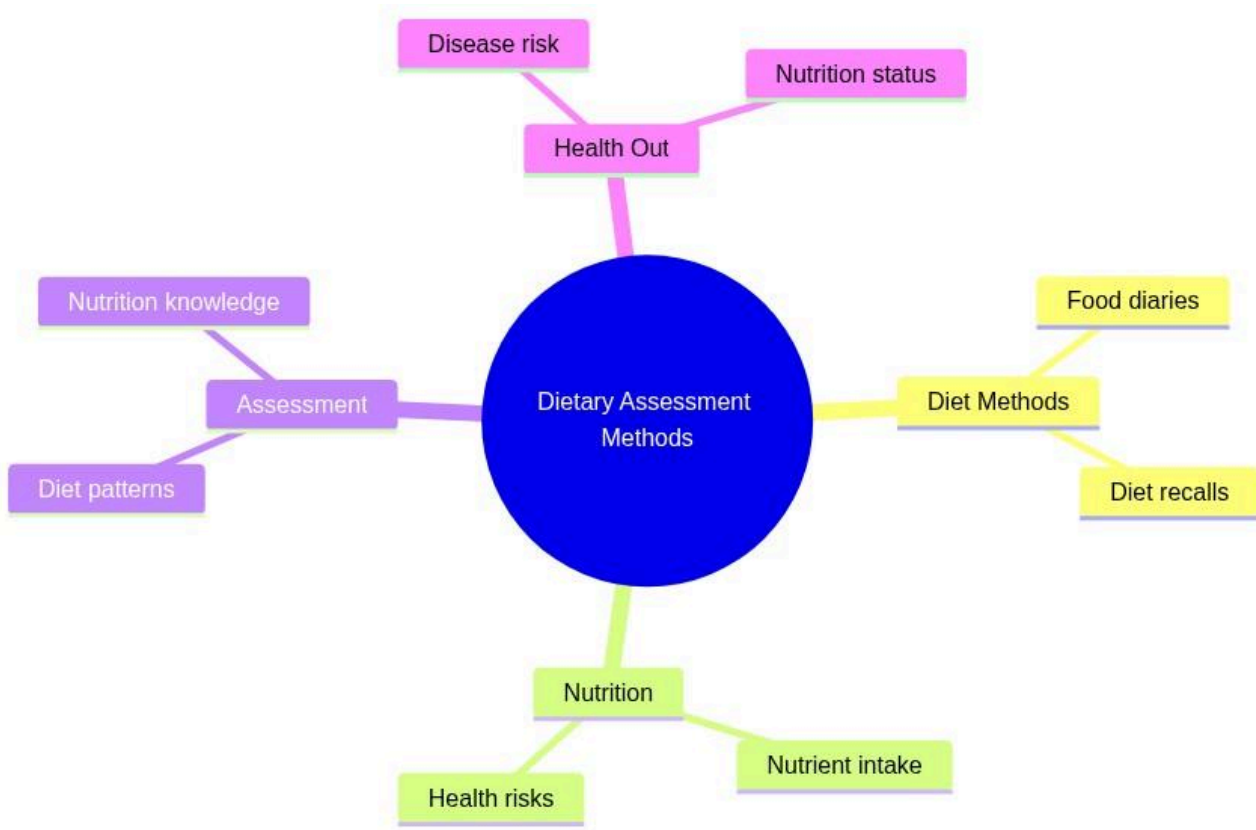 Disease risk
Nutrition status
Health Out
Nutrition knowledge
Food diaries
Assessment
Dietary Assessment
Methods
Diet Methods
Diet patterns
Diet recalls
Nutrition
Nutrient intake
Health risks